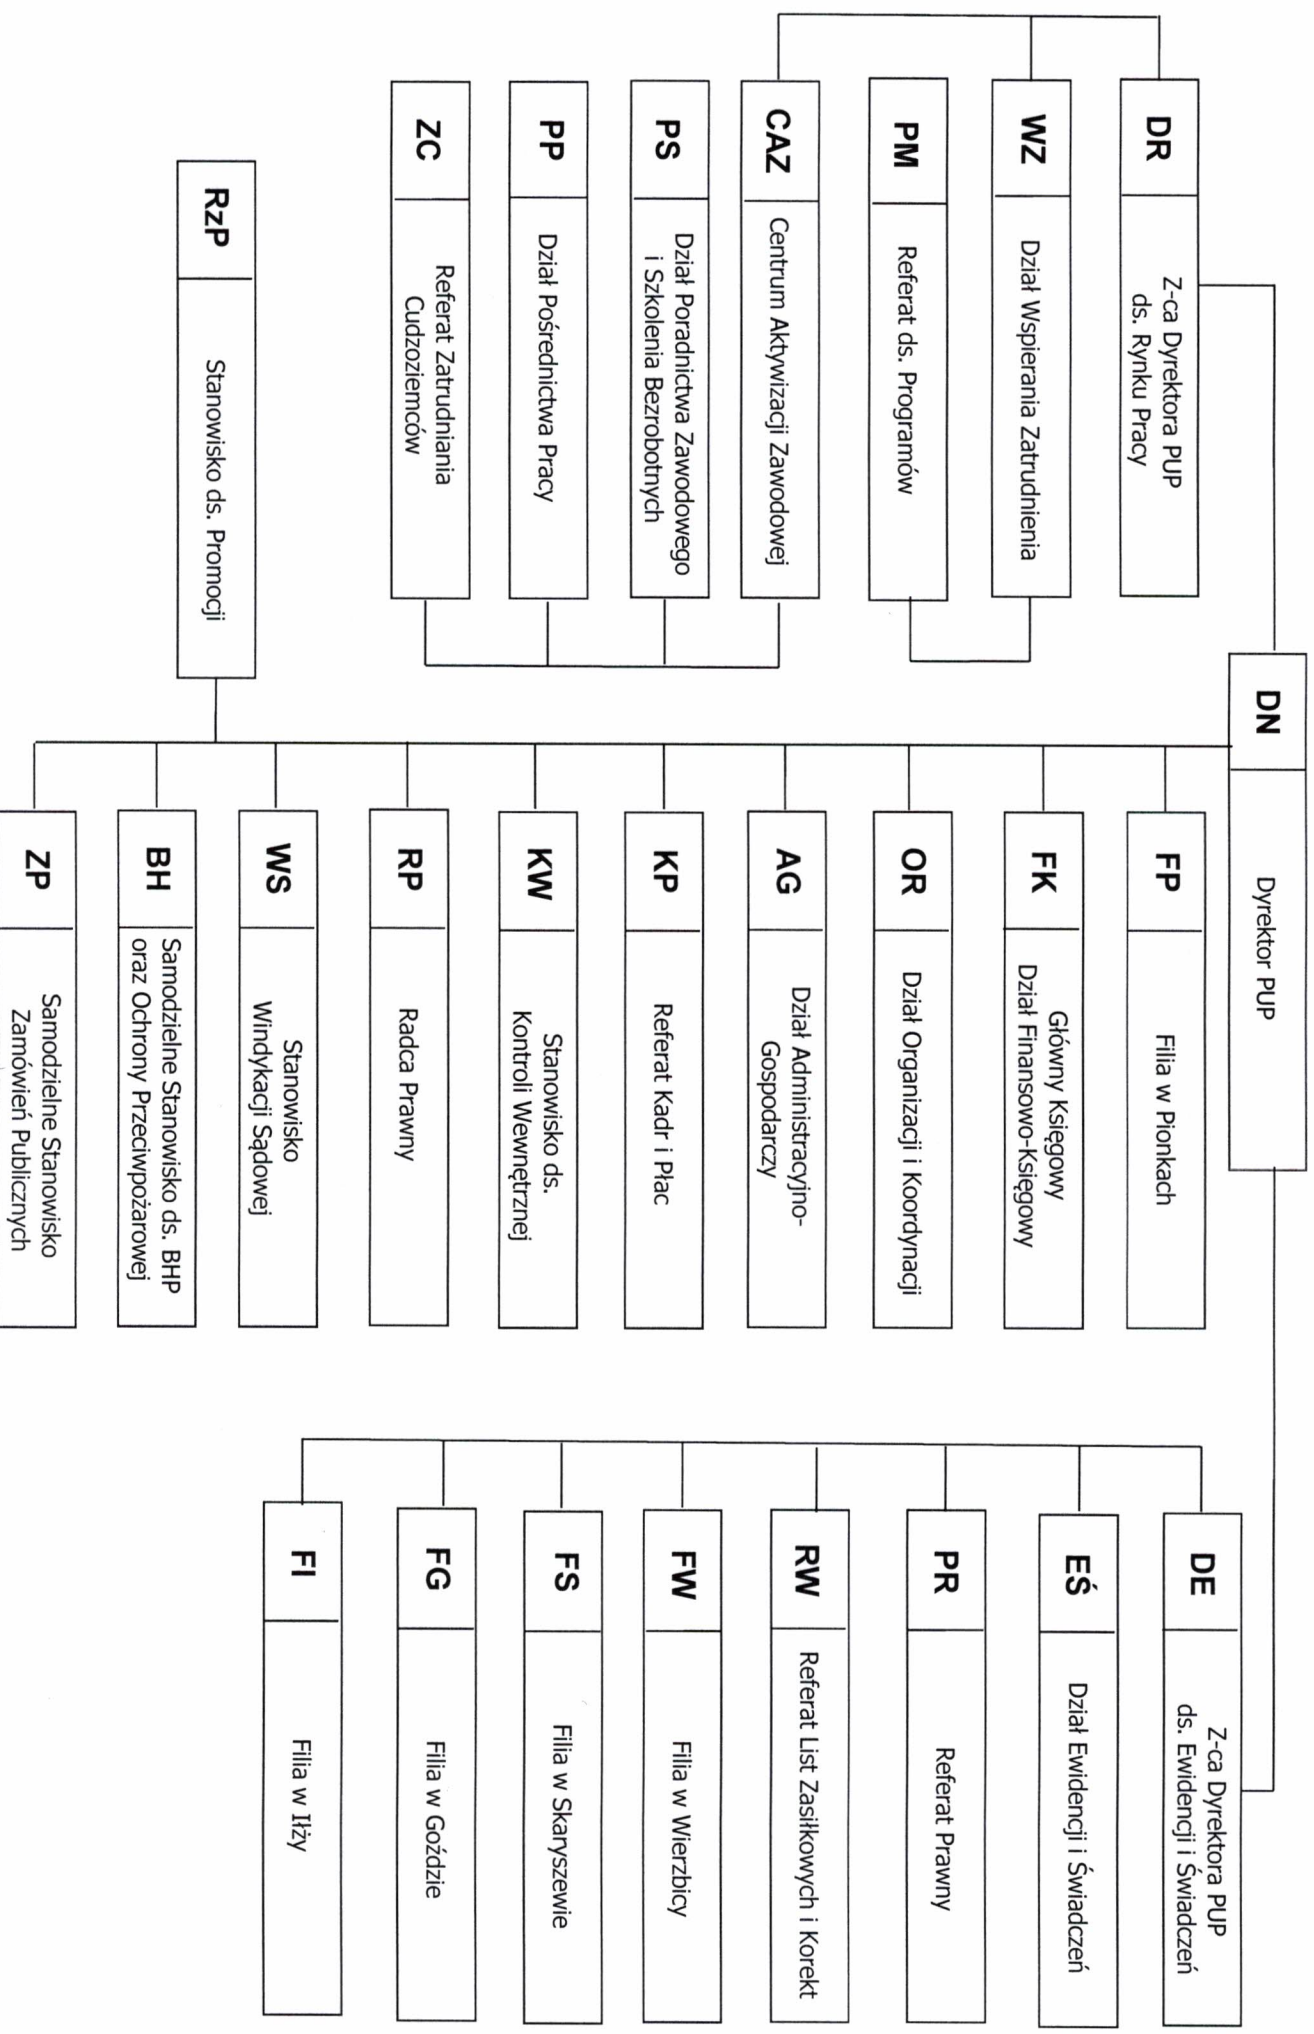 DN
Dyrektor PUP
DR
Z-ca Dyrektora PUP
ds. Rynku Pracy
WZ
Dział Wspierania Zatrudnienia
PM
Referat ds. Programów
CAZ
Centrum Aktywizacji Zawodowej
PS
Dział Poradnictwa Zawodowego
i Szkolenia Bezrobotnych
PP
Dział Pośrednictwa Pracy
ZC
Referat Zatrudniania
Cudzoziemców
RzP
Stanowisko ds. Promocji
FP
Filia w Pionkach
FK
Główny Księgowy
Dział Finansowo-Księgowy
OR
Dział Organizacji i Koordynacji
AG
Dział Administracyjno-
Gospodarczy
KP
Referat Kadr i Płac
KW
Stanowisko ds.
Kontroli Wewnętrznej
RP
Radca Prawny
WS
Stanowisko
Windykacji Sądowej
BH
Samodzielne Stanowisko ds. BHP
oraz Ochrony Przeciwpożarowej
ZP
Samodzielne Stanowisko
Zamówień Publicznych
DE
Z-ca Dyrektora PUP
ds. Ewidencji i Świadczeń
EŚ
Dział Ewidencji i Świadczeń
PR
Referat Prawny
RW
Referat List Zasiłkowych i Korekt
FW
Filia w Wierzbicy
FS
Filia w Skaryszewie
FG
Filia w Goździe
FI
Filia w Iłży